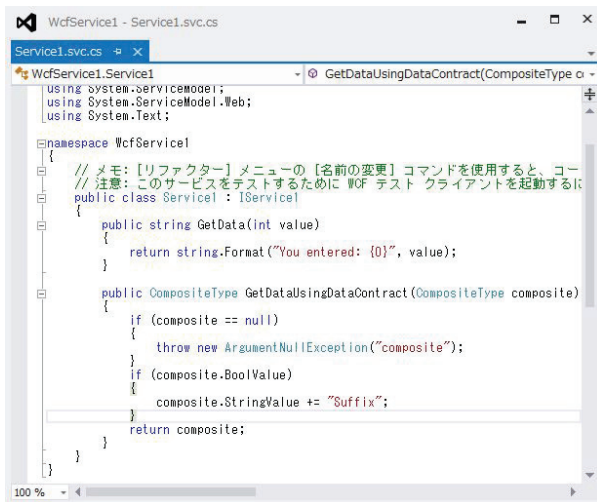 WcfService1 - Service1.svc.cs
Service1.svc.cs
WcfService1.Service1
GetDataUsingDataContract(CompositeType
using System.ServiceModel;
using System.ServiceModel.Web;
using System.Text;
namespace WcfService1
{
// メモ: [リファクター] メニューの [名前の変更] コマンドを使用すると、コー
// 注意: このサービスをテストするために WCF テスト クライアントを起動するに
public class Service1 : IService1
{
public string GetData(int value)
{
return string.Format("You entered: {0}", value);
}
public CompositeType GetDataUsingDataContract(CompositeType composite)
{
if (composite == null)
{
throw new ArgumentNullException("composite");
}
if (composite.BoolValue)
{
composite.StringValue += "Suffix";
}
return composite;
}
}
}
100 %